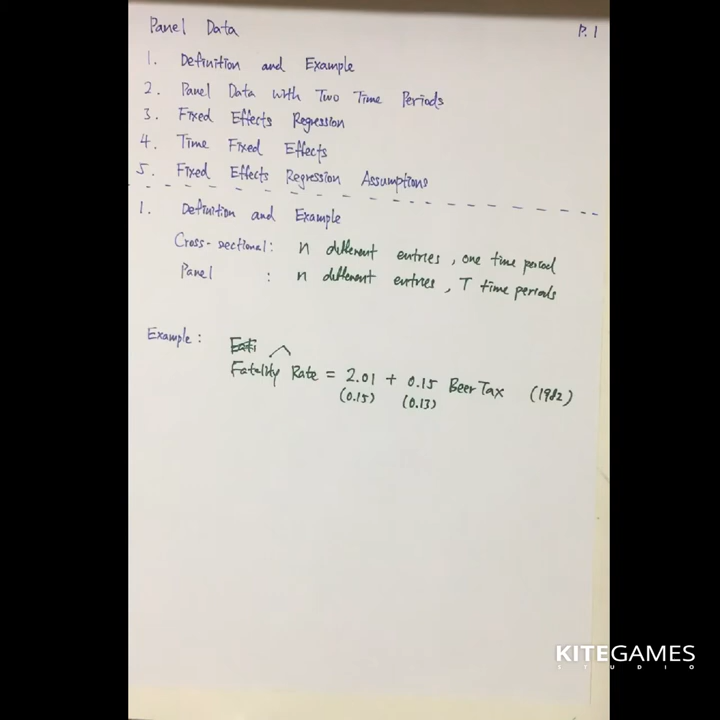 Panel Data
P.1
1. Definition and Example
2. Panel Data with Two Time Periods
3. Fixed Effects Regression
4. Time Fixed Effects
5. Fixed Effects Regression Assumptions
1. Definition and Example
Cross-sectional: n different entries, one time period
Panel : n different entries, T time periods
Example:
Fatality Rate = 2.01 + 0.15 Beer Tax (1982)
(0.15) (0.13)
KITEGAMES
STUDIO